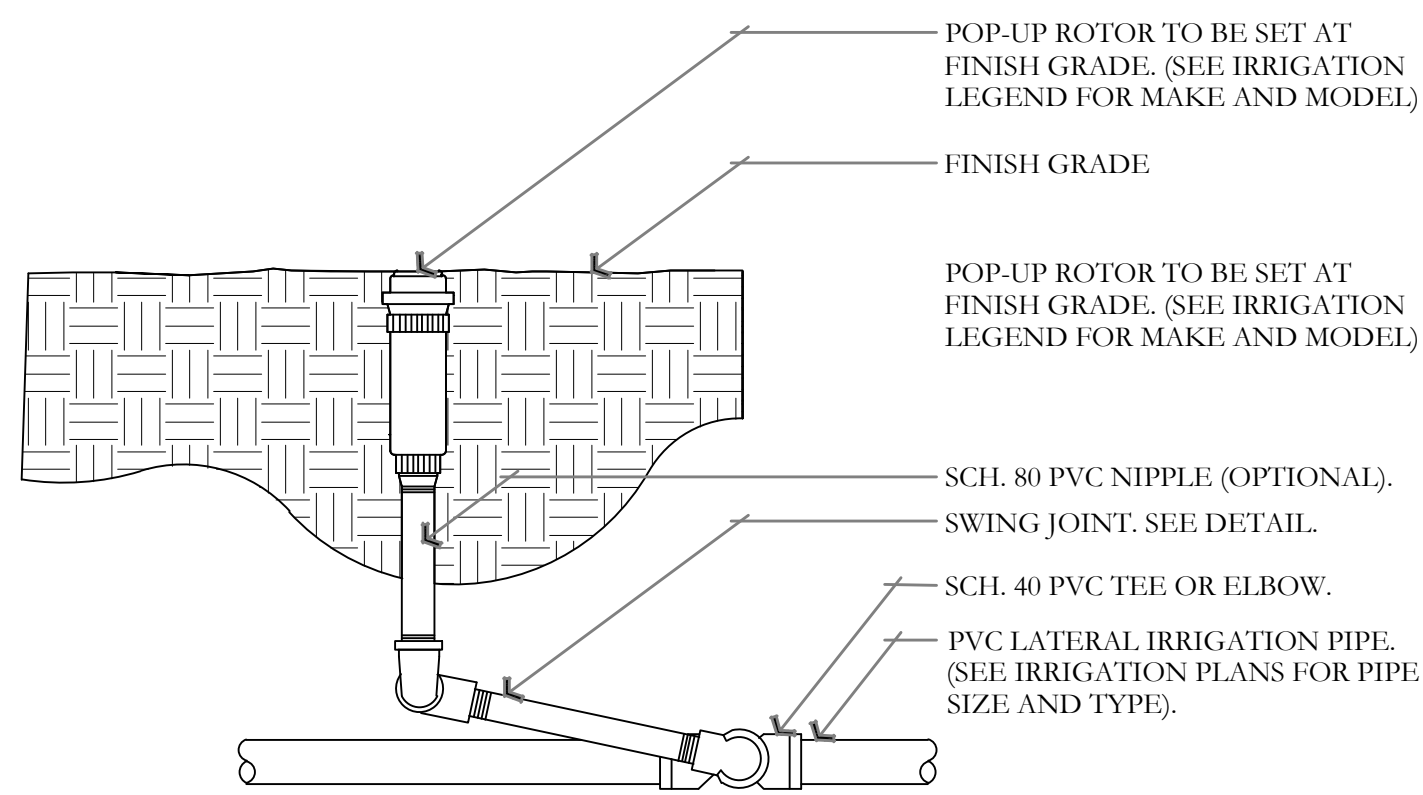 POP-UP ROTOR TO BE SET AT
FINISH GRADE. (SEE IRRIGATION
LEGEND FOR MAKE AND MODEL)
FINISH GRADE
POP-UP ROTOR TO BE SET AT
FINISH GRADE. (SEE IRRIGATION
LEGEND FOR MAKE AND MODEL)
SCH. 80 PVC NIPPLE (OPTIONAL).
SWING JOINT. SEE DETAIL.
SCH. 40 PVC TEE OR ELBOW.
PVC LATERAL IRRIGATION PIPE.
(SEE IRRIGATION PLANS FOR PIPE
SIZE AND TYPE).